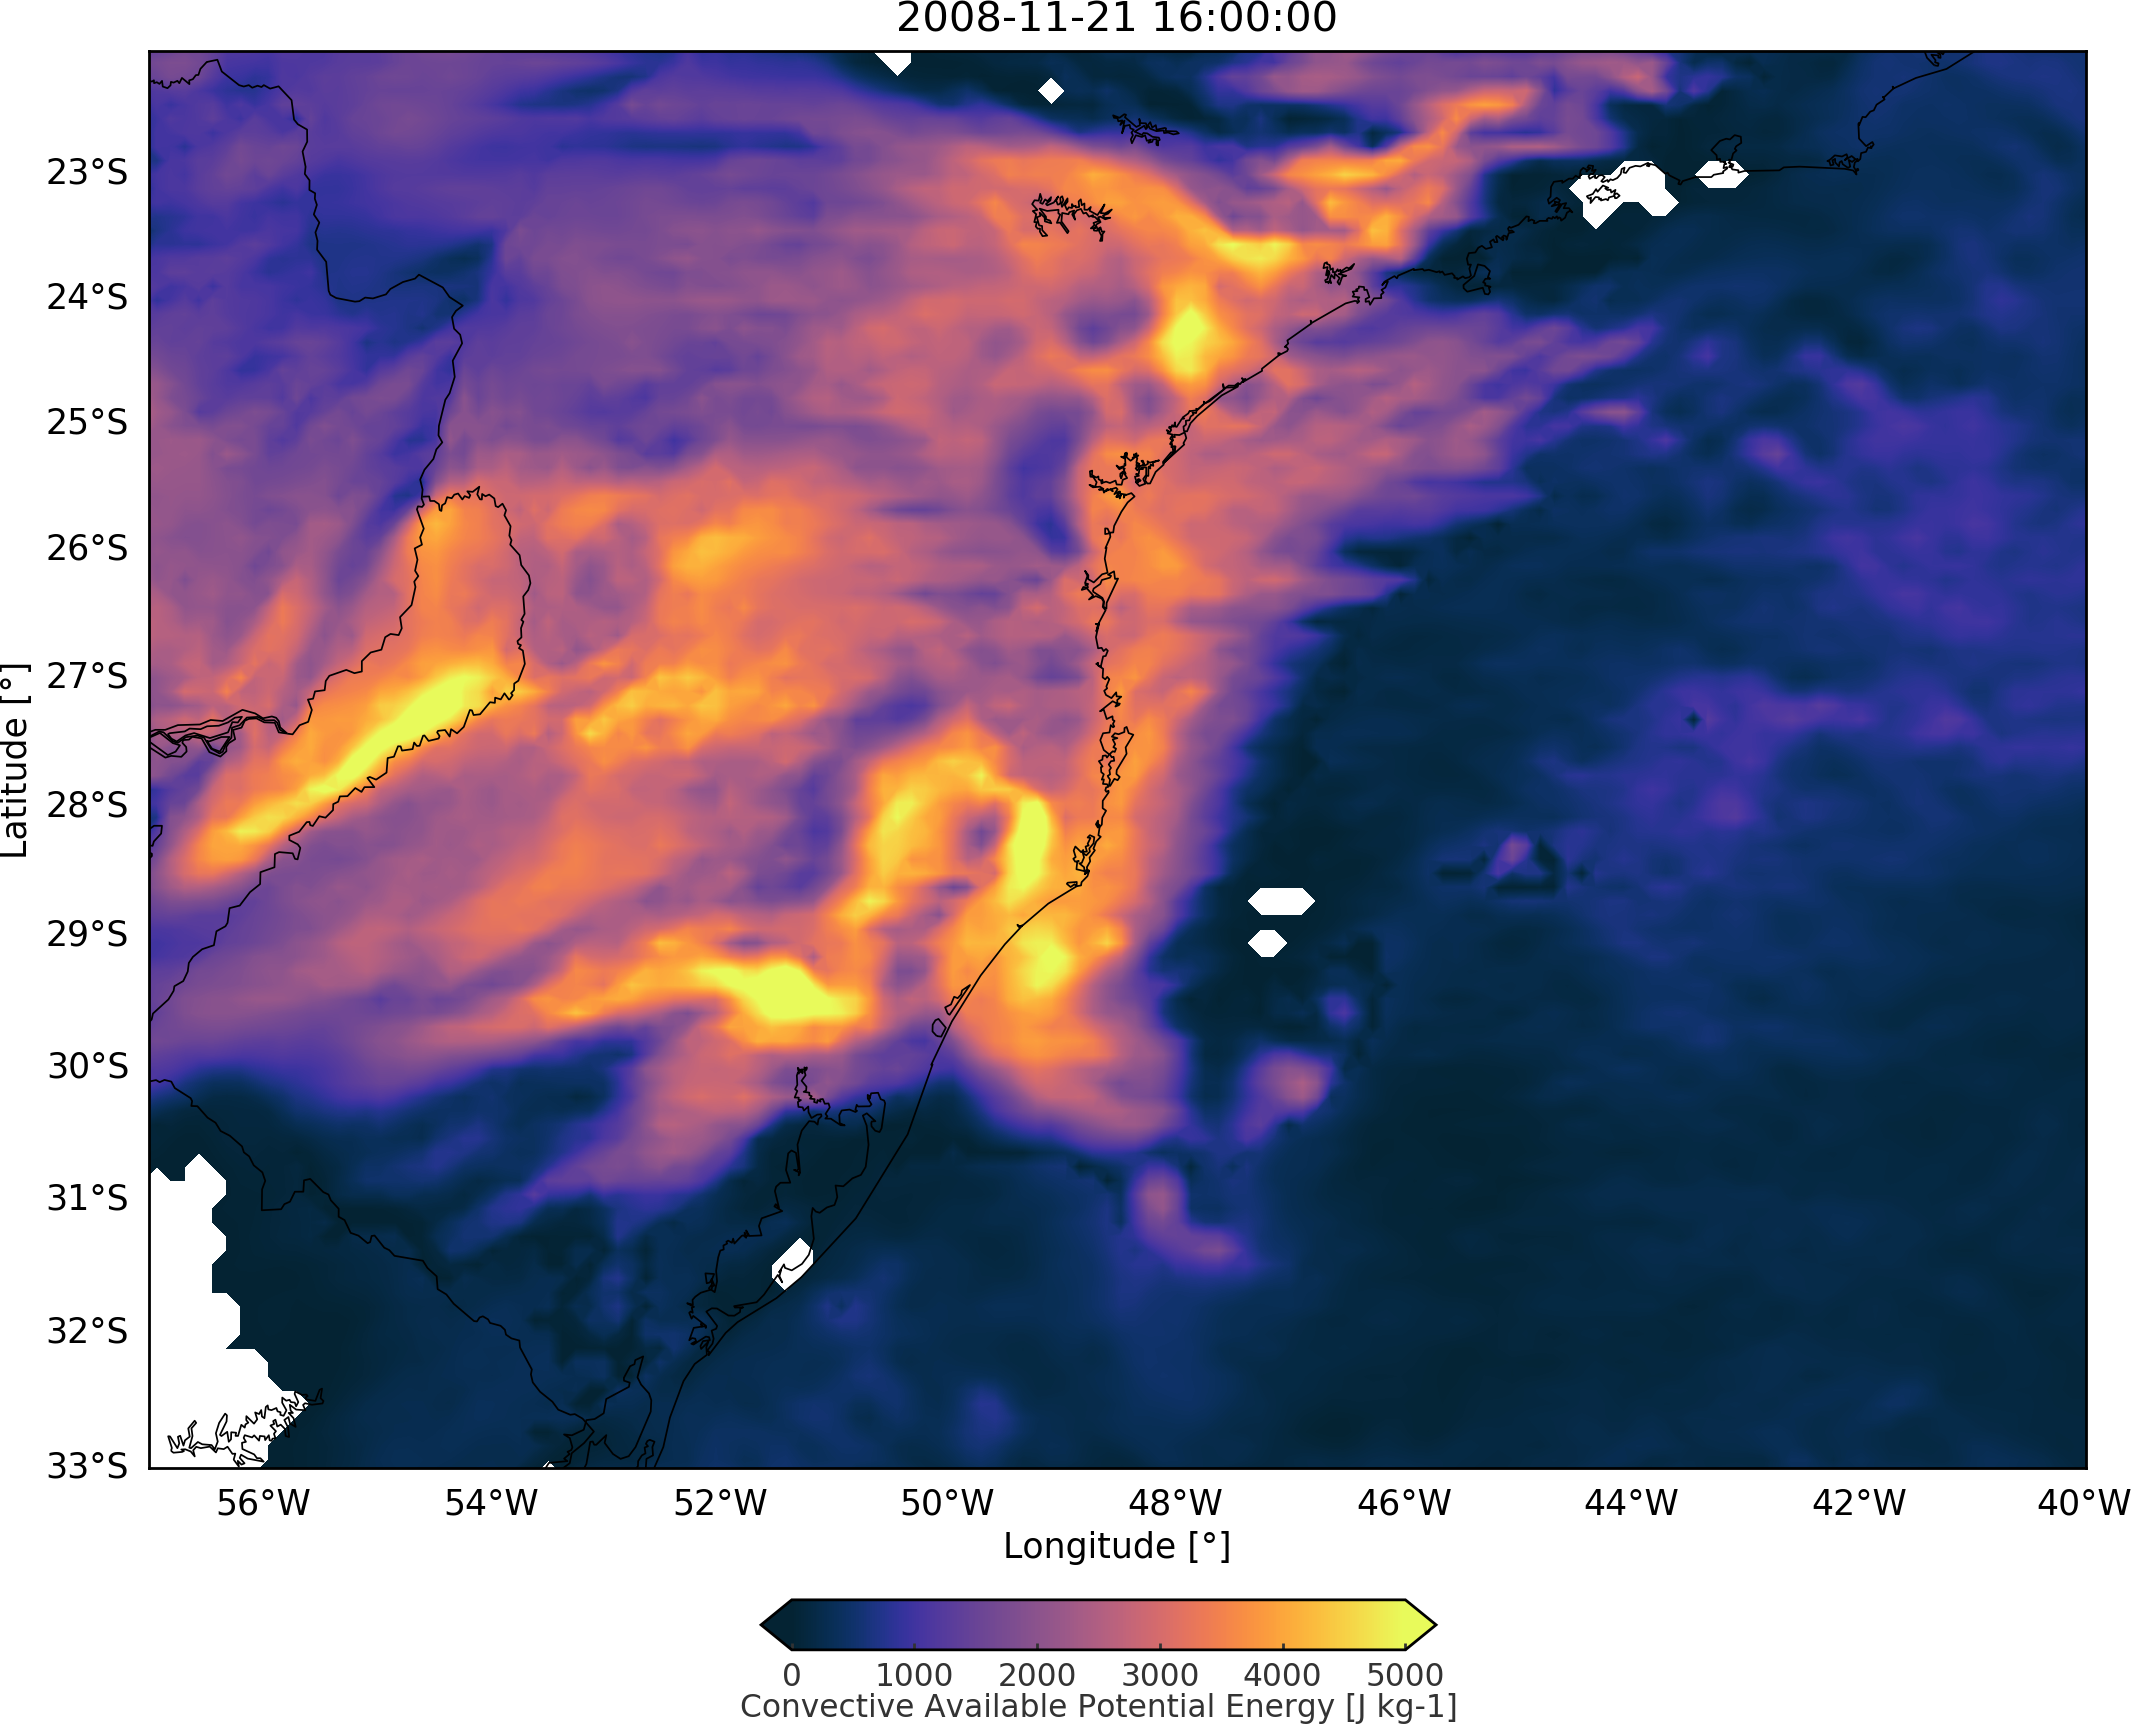 2008-11-21 16:00:00
23°S
24°S
25°S
26°S
27°S
28°S
29°S
30°S
31°S
32°S
33°S
Latitude [°]
56°W 54°W 52°W 50°W 48°W 46°W 44°W 42°W 40°W
Longitude [°]
0 1000 2000 3000 4000 5000
Convective Available Potential Energy [J kg-1]